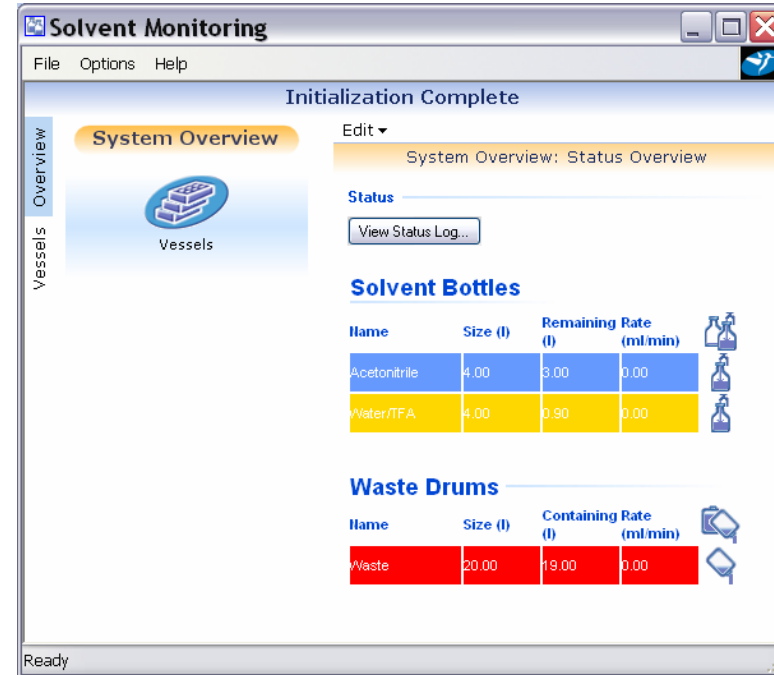 Solvent Monitoring
File Options Help
Initialization Complete
Overview
Vessels
System Overview
Vessels
Edit
System Overview: Status Overview
Status
View Status Log...
Solvent Bottles
Name Size (l) Remaining (l) Rate (ml/min)
Acetonitrile 4.00 3.00 0.00
Water/TFA 4.00 0.90 0.00
Waste Drums
Name Size (l) Containing (l) Rate (ml/min)
Waste 20.00 19.00 0.00
Ready